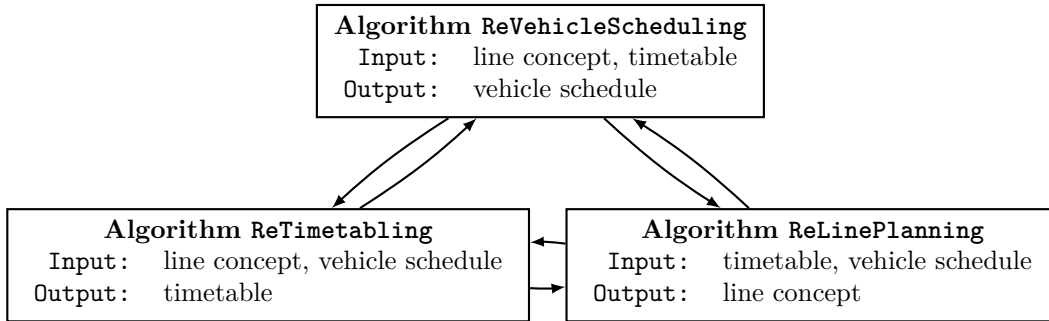 Algorithm ReVehicleScheduling
Input: line concept, timetable
Output: vehicle schedule
Algorithm ReTimetabling
Input: line concept, vehicle schedule
Output: timetable
Algorithm ReLinePlanning
Input: timetable, vehicle schedule
Output: line concept